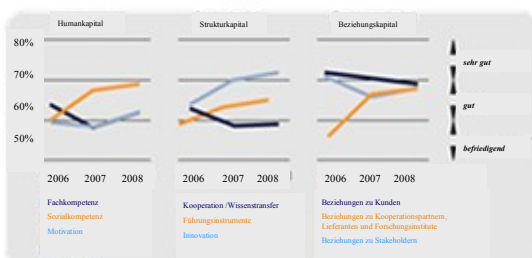 Humankapital
Strukturkapital
Beziehungskapital
80%
70%
60%
50%
sehr gut
gut
befriedigend
2006 2007 2008
2006 2007 2008
2006 2007 2008
Fachkompetenz
Sozialkompetenz
Motivation
Kooperation /Wissenstransfer
Führungsinstrumente
Innovation
Beziehungen zu Kunden
Beziehungen zu Kooperationspartnern,
Lieferanten und Forschungsinstitute
Beziehungen zu Stakeholdern